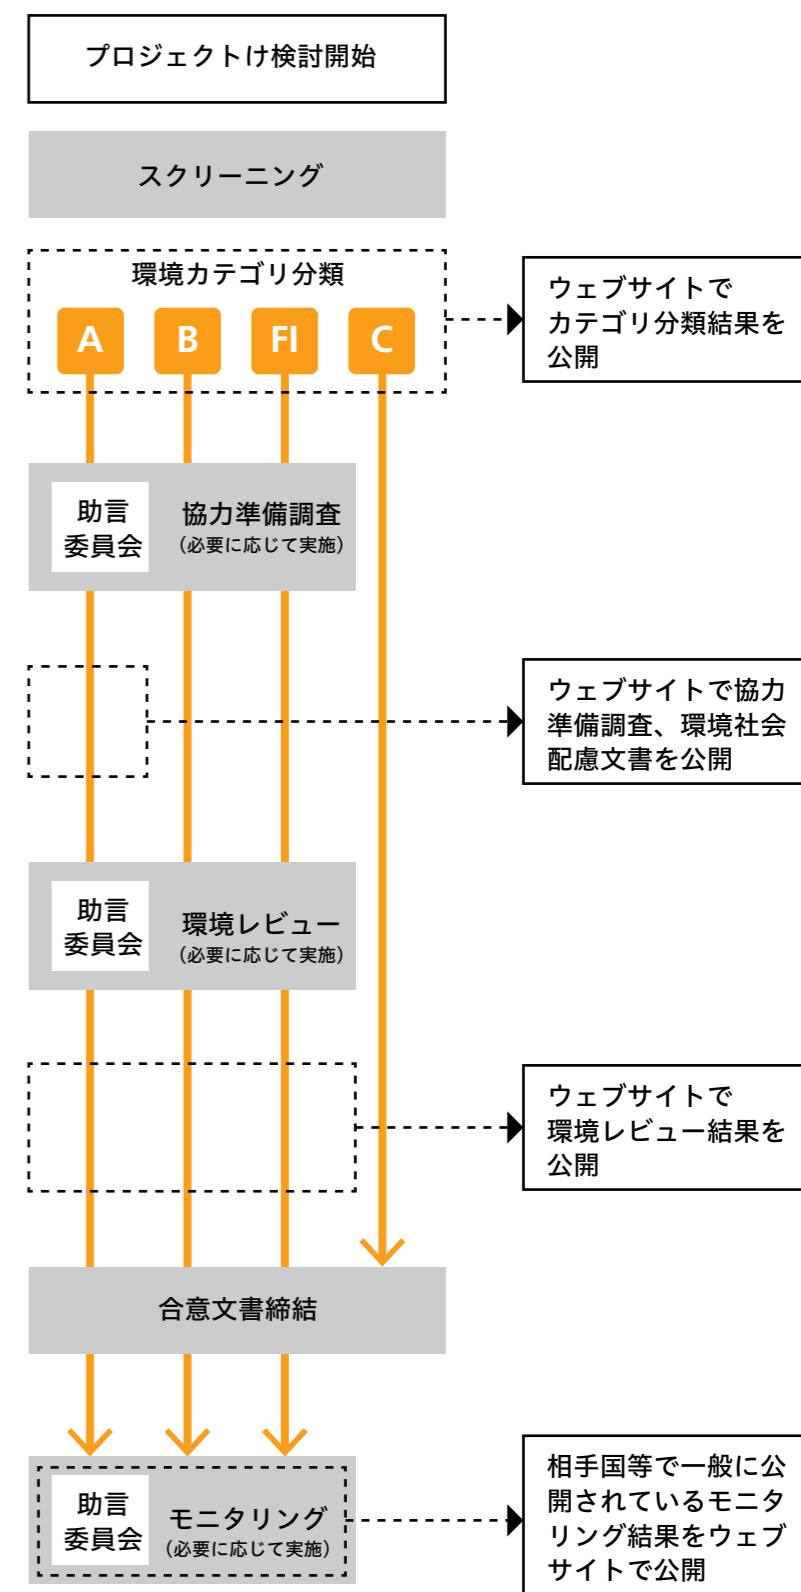 プロジェクトけ検討開始
スクリーニング
環境カテゴリ分類
A B FI C
ウェブサイトで
カテゴリ分類結果を
公開
助言
委員会
協力準備調査
（必要に応じて実施）
ウェブサイトで協力
準備調査、環境社会
配慮文書を公開
助言
委員会
環境レビュー
（必要に応じて実施）
ウェブサイトで
環境レビュー結果を
公開
合意文書締結
助言
委員会
モニタリング
（必要に応じて実施）
相手国等で一般に公
開されているモニタ
リング結果をウェブ
サイトで公開